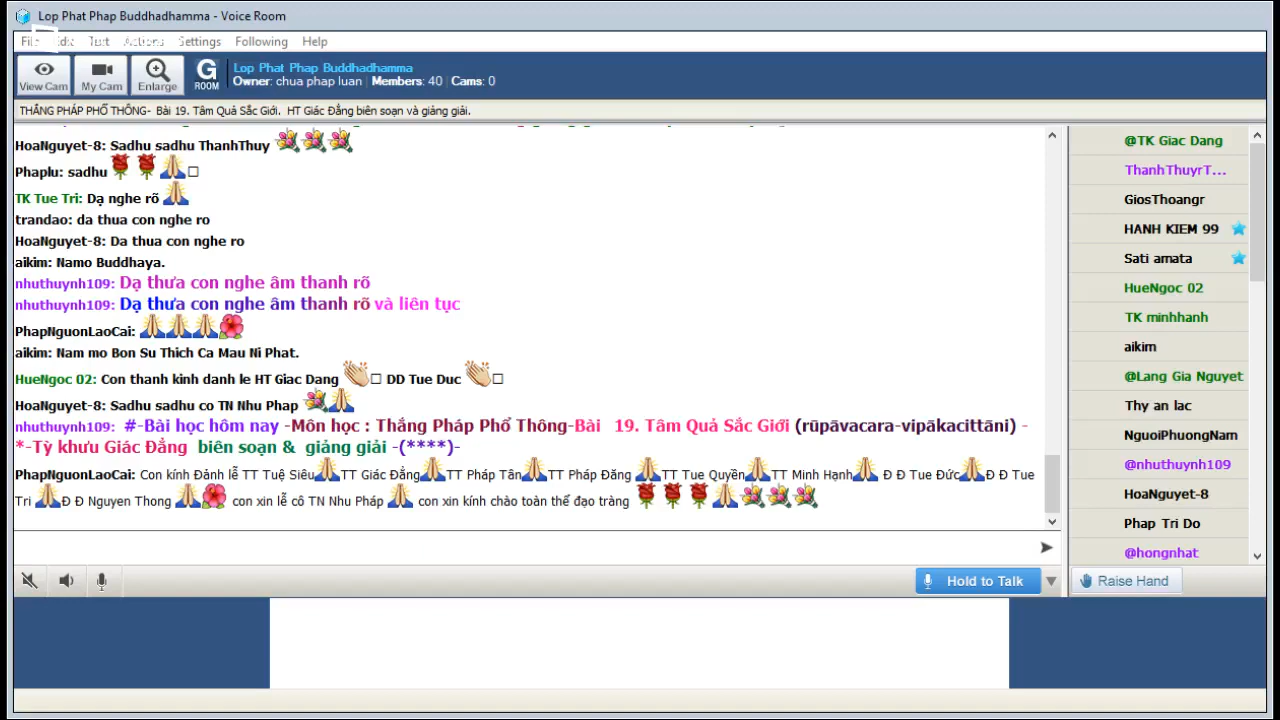 Lop Phat Phap Buddhadhamma - Voice Room
Text Actions Settings Following Help
View Cam My Cam Enlarge G ROOM
Lop Phat Phap Buddhadhamma
Owner: chua phap luan Members: 40 Cams: 0
THẮNG PHÁP PHỔ THÔNG- Bài 19. Tâm Quả Sắc Giới. HT Giác Đẳng biên soạn và giảng giải.
HoaNguyet-8: Sadhu sadhu ThanhThuy
Phaplu: sadhu
TK Tue Tri: Dạ nghe rõ
trandao: da thua con nghe ro
HoaNguyet-8: Da thua con nghe ro
aikim: Namo Buddhaya.
nhuthuynh109: Dạ thưa con nghe âm thanh rõ
nhuthuynh109: Dạ thưa con nghe âm thanh rõ và liên tục
PhapNguonLaoCai:
aikim: Nam mo Bon Su Thich Ca Mau Ni Phat.
HueNgoc 02: Con thanh kinh danh le HT Giac Dang DD Tue Duc
HoaNguyet-8: Sadhu sadhu co TN Nhu Phap
nhuthuynh109: #-Bài học hôm nay -Môn học : Thắng Pháp Phổ Thông-Bài 19. Tâm Quả Sắc Giới (rūpāvacara-vipākacittāni) -
*-Tỳ khưu Giác Đẳng biên soạn & giảng giải -(****)-
PhapNguonLaoCai: Con kính Đảnh lễ TT Tuệ Siêu TT Giác Đẳng TT Pháp Tân TT Pháp Đăng TT Tue Quyền TT Minh Hạnh Đ Đ Tue Đức Đ Đ Tue
Tri Đ Đ Nguyen Thong con xin lễ cô TN Nhu Pháp con xin kính chào toàn thể đạo tràng
Hold to Talk
@TK Giac Dang
ThanhThuyrT...
GiosThoangr
HANH KIEM 99
Sati amata
HueNgoc 02
TK minhhanh
aikim
@Lang Gia Nguyet
Thy an lac
NguoiPhuongNam
@nhuthuynh109
HoaNguyet-8
Phap Tri Do
@hongnhat
Raise Hand